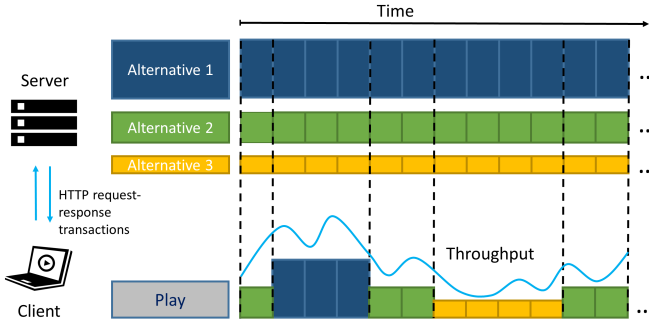 Time
Alternative 1
Server
Alternative 2
Alternative 3
HTTP request-
response
transactions
Throughput
Play
Client
..
..
..
..